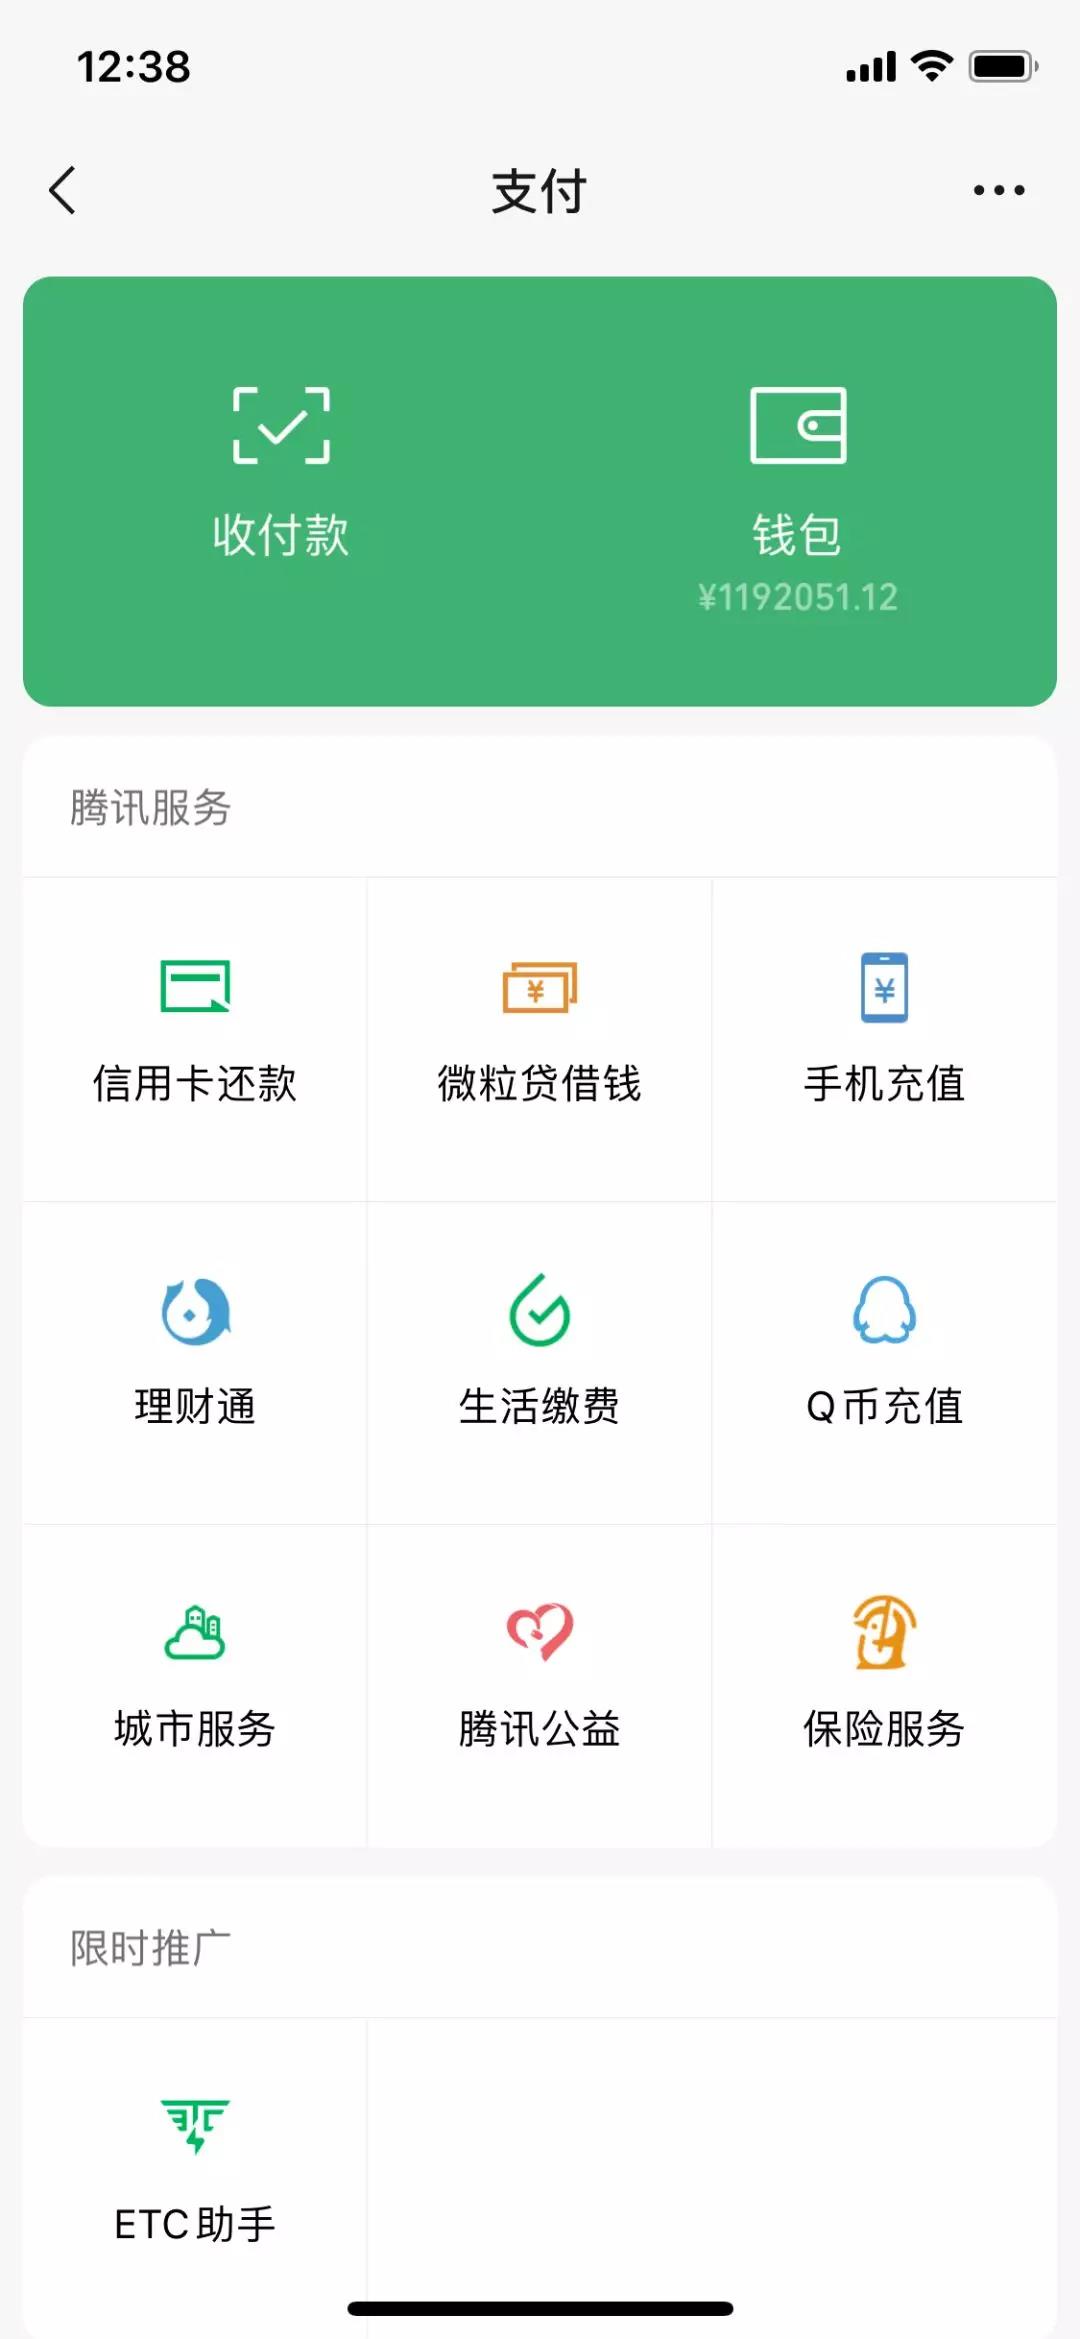 12:38
支付
收付款
钱包
¥1192051.12
腾讯服务
信用卡还款
微粒贷借钱
手机充值
¥
¥
理财通
生活缴费
Q币充值
城市服务
腾讯公益
保险服务
限时推广
ETC助手